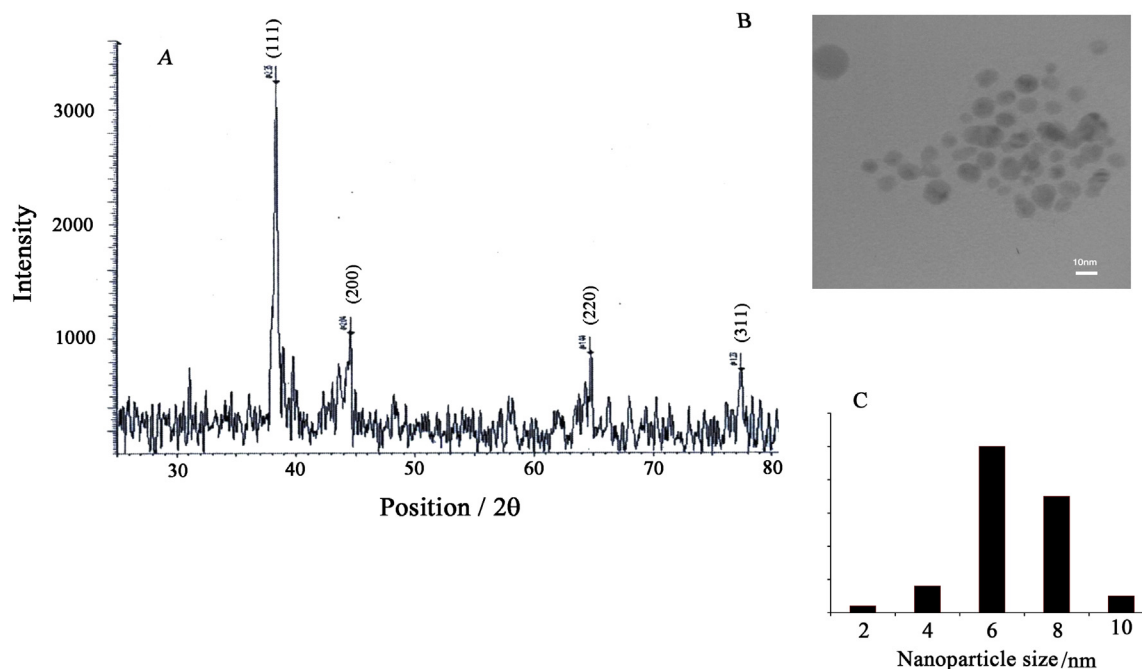 A
(111)
(200)
(220)
(311)
3000
2000
1000
Intensity
30 40 50 60 70 80
Position / 2θ
B
10nm
C
2 4 6 8 10
Nanoparticle size/nm